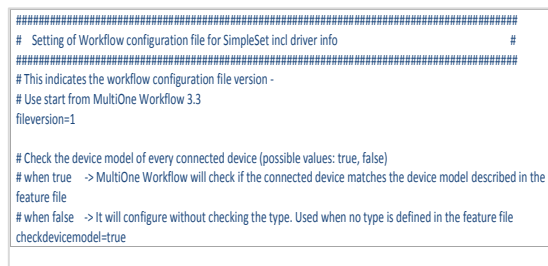 ###########################################################################################
# Setting of Workflow configuration file for SimpleSet incl driver info #
###########################################################################################
# This indicates the workflow configuration file version -
# Use start from MultiOne Workflow 3.3
fileversion=1
# Check the device model of every connected device (possible values: true, false)
# when true -> MultiOne Workflow will check if the connected device matches the device model described in the
feature file
# when false -> It will configure without checking the type. Used when no type is defined in the feature file
checkdevicemodel=true